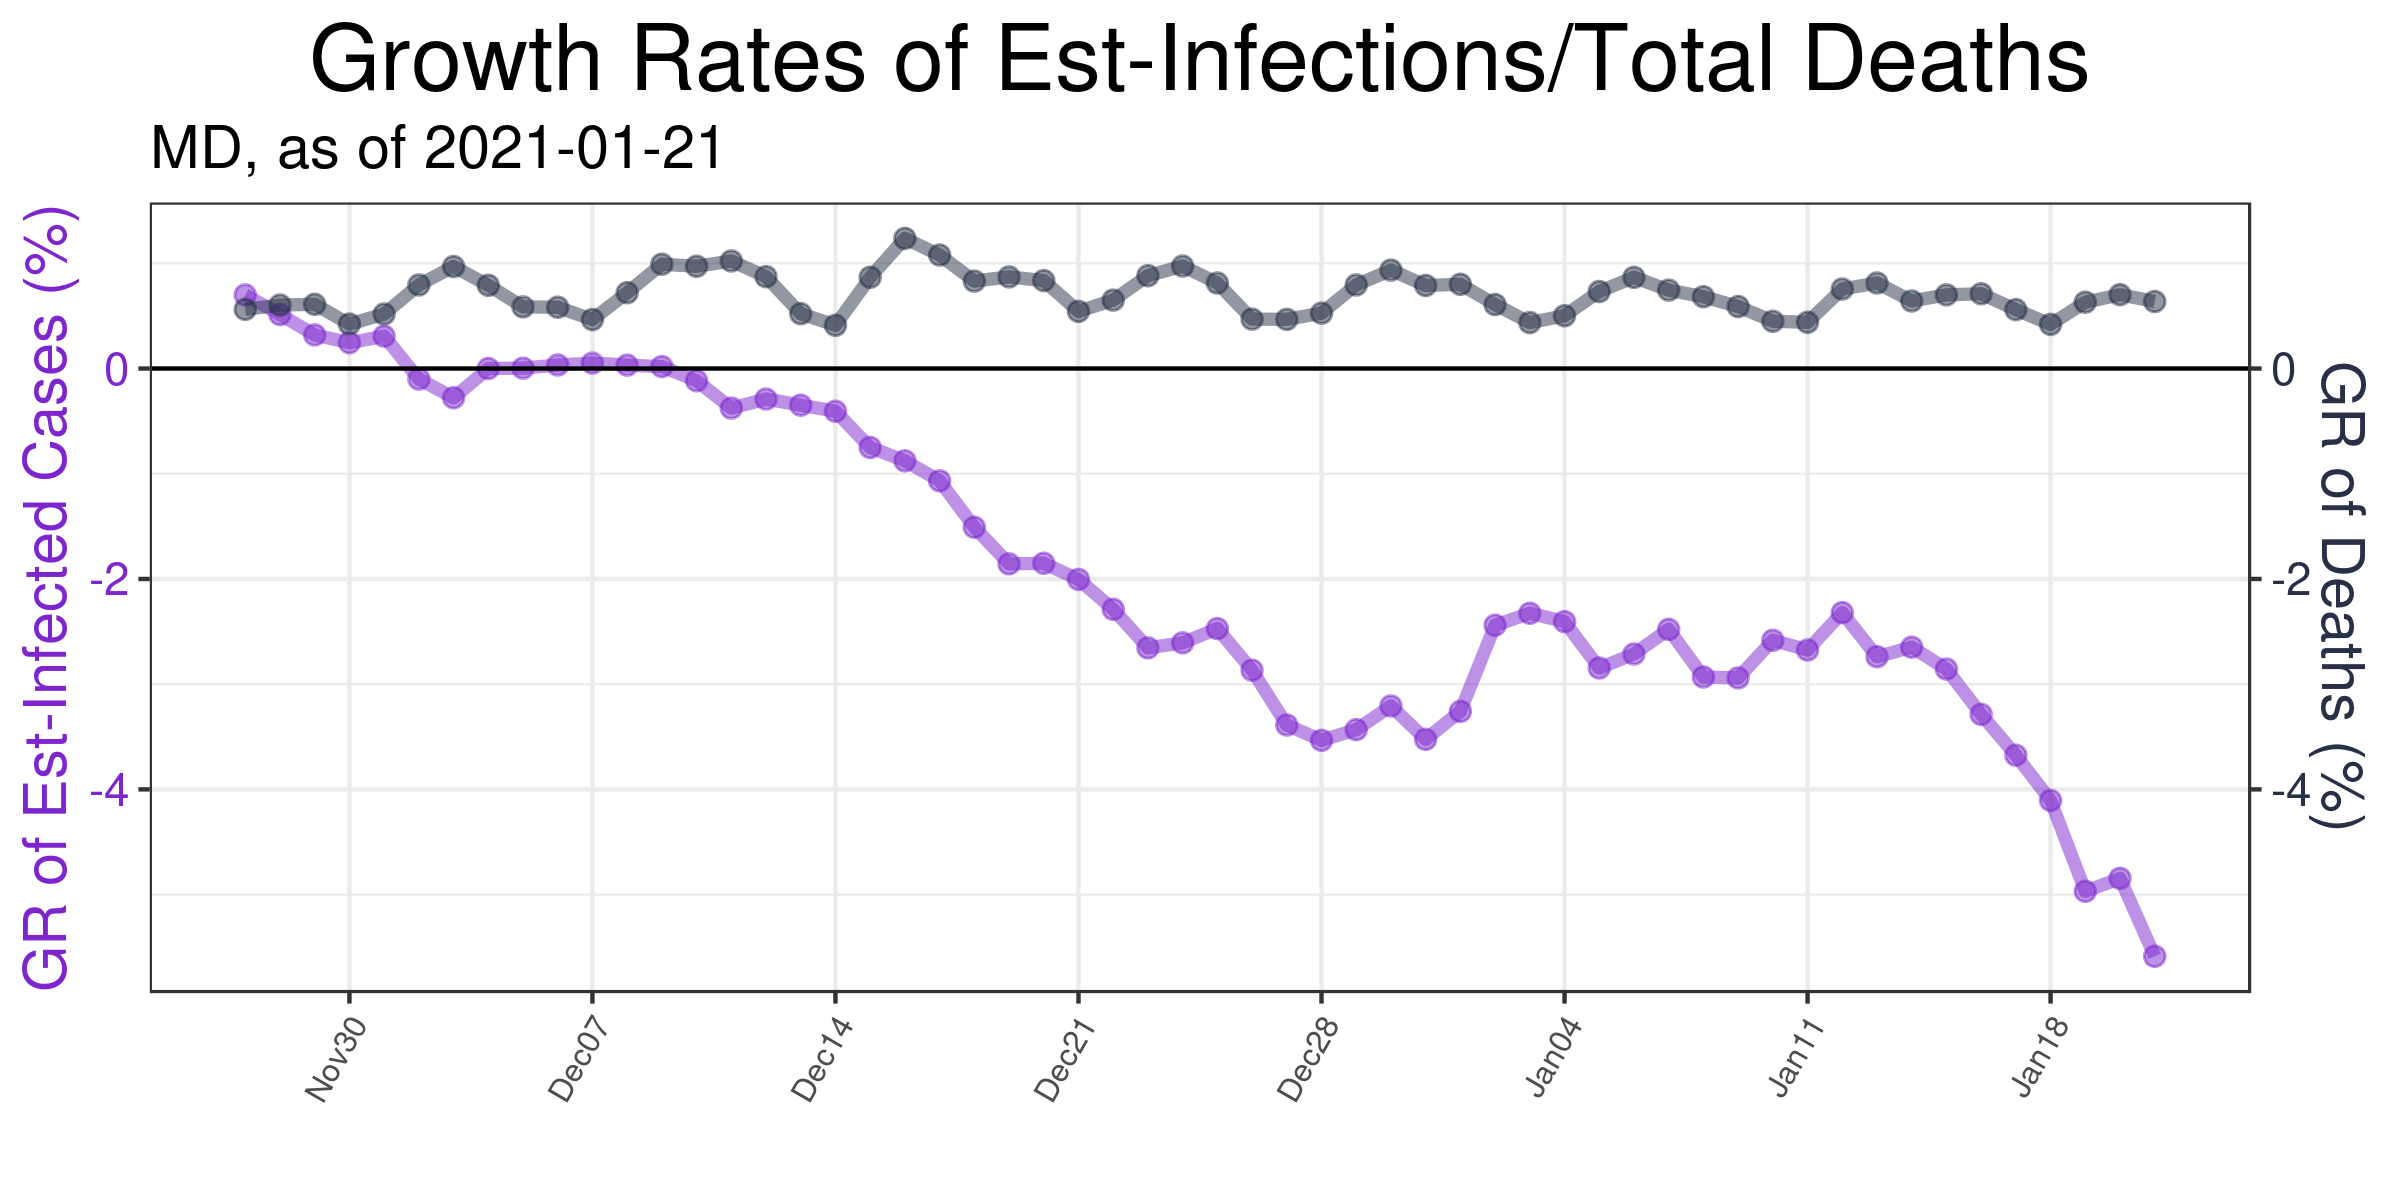 Growth Rates of Est-Infections/Total Deaths
MD, as of 2021-01-21
GR of Est-Infected Cases (%)
0
-2
-4
0
-2
-4
GR of Deaths (%)
Nov30
Dec07
Dec14
Dec21
Dec28
Jan04
Jan11
Jan18